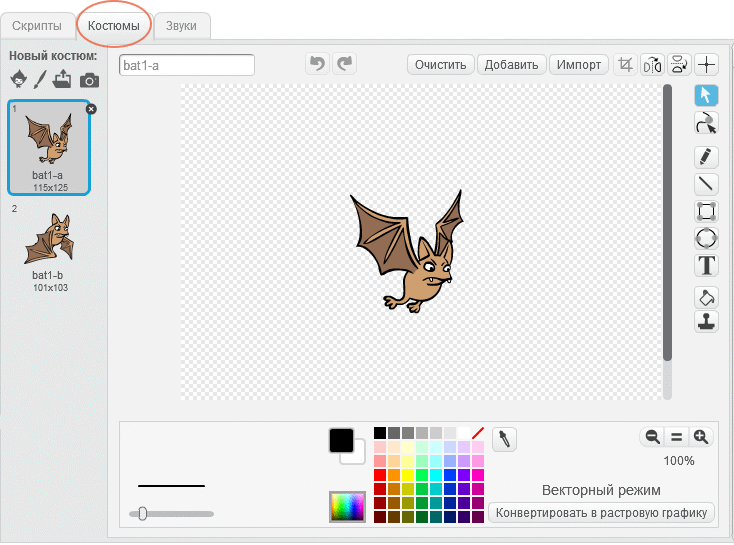 Скрипты Костюмы Звуки
Новый костюм:
bat1-a
Очистить Добавить Импорт
1
bat1-a
115x125
2
bat1-b
101x103
T
100%
Векторный режим
Конвертировать в растровую графику